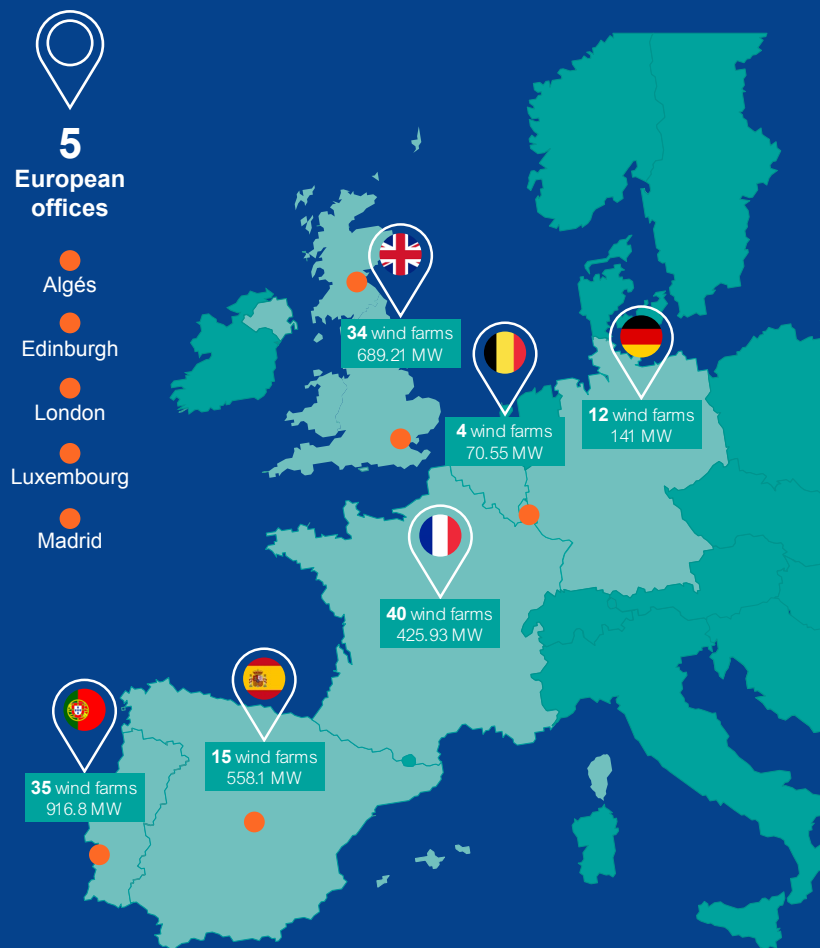 5
European
offices
Algés
Edinburgh
London
Luxembourg
Madrid
34 wind farms
689.21 MW
4 wind farms
70.55 MW
12 wind farms
141 MW
40 wind farms
425.93 MW
15 wind farms
558.1 MW
35 wind farms
916.8 MW